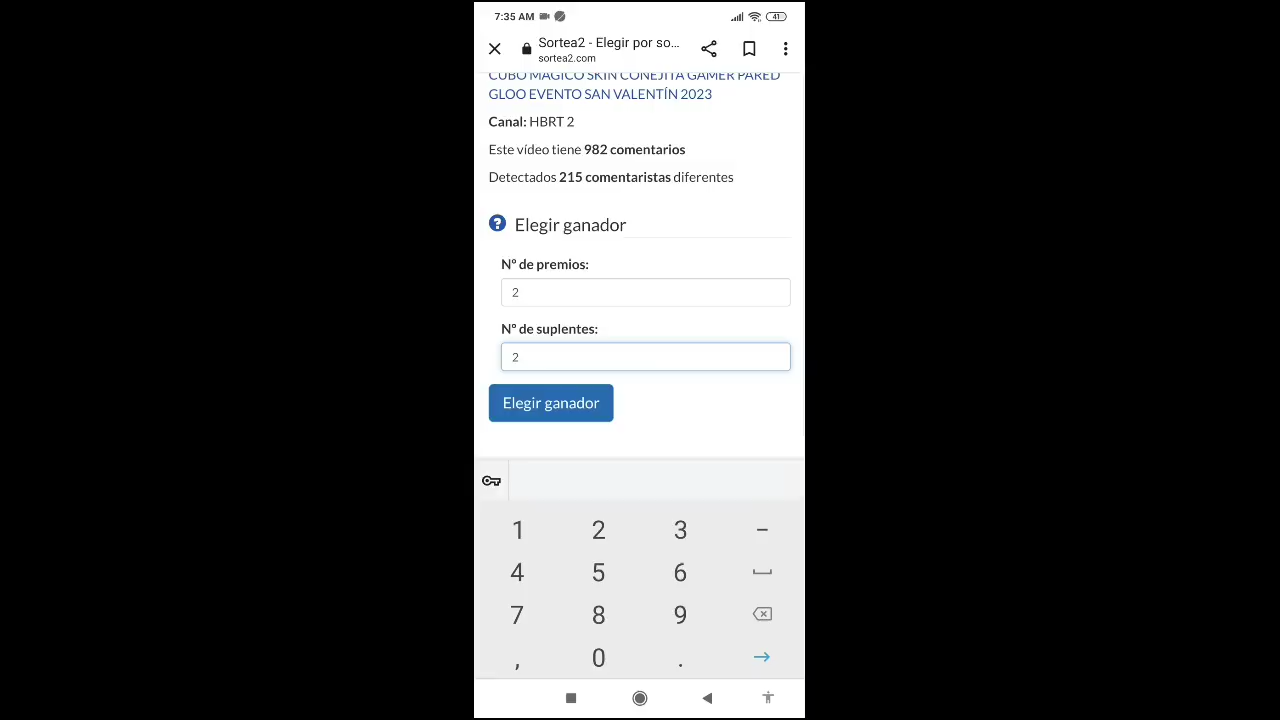 7:35 AM
41
Sortea2 - Elegir por so...
sortea2.com
CUBO MÁGICO SKIN CONEJITA GAMER PARED
GLOO EVENTO SAN VALENTÍN 2023
Canal: HBRT 2
Este vídeo tiene 982 comentarios
Detectados 215 comentaristas diferentes
? Elegir ganador
Nº de premios:
2
Nº de suplentes:
2
Elegir ganador
1 2 3 –
4 5 6
7 8 9
, 0 .